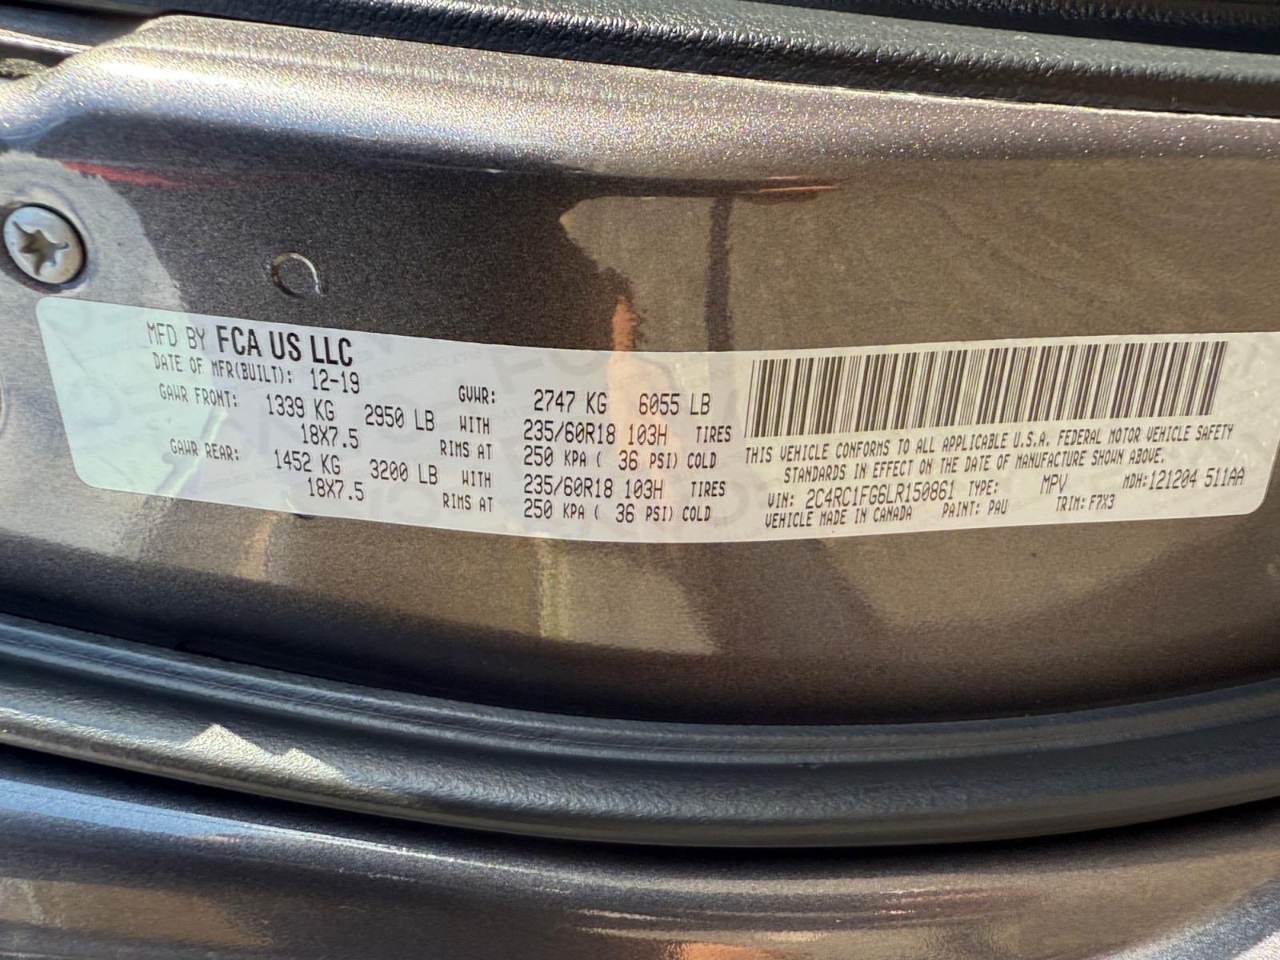 MFD BY FCA US LLC
DATE OF MFR(BUILT): 12-19 GVWR: 2747 KG 6055 LB
GAWR FRONT: 1339 KG 2950 LB WITH 235/60R18 103H TIRES
18X7.5 RIMS AT 250 KPA ( 36 PSI) COLD
GAWR REAR: 1452 KG 3200 LB WITH 235/60R18 103H TIRES
18X7.5 RIMS AT 250 KPA ( 36 PSI) COLD
THIS VEHICLE CONFORMS TO ALL APPLICABLE U.S.A. FEDERAL MOTOR VEHICLE SAFETY
STANDARDS IN EFFECT ON THE DATE OF MANUFACTURE SHOWN ABOVE.
VIN: 2C4RC1FG6LR150861 TYPE: MPV MDH:121204 511AA
VEHICLE MADE IN CANADA PAINT: PAU TRIM: F7X3